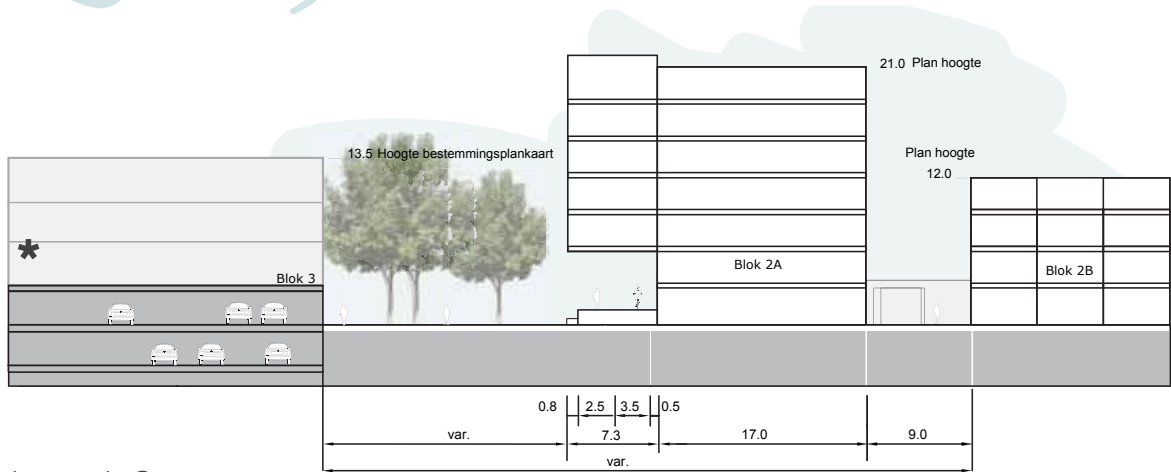 21.0 Plan hoogte
13.5 Hoogte bestemmingsplankaart
Plan hoogte
12.0
*
Blok 3
Blok 2A
Blok 2B
0.8 2.5 3.5 0.5
var. 7.3 17.0 9.0
var.